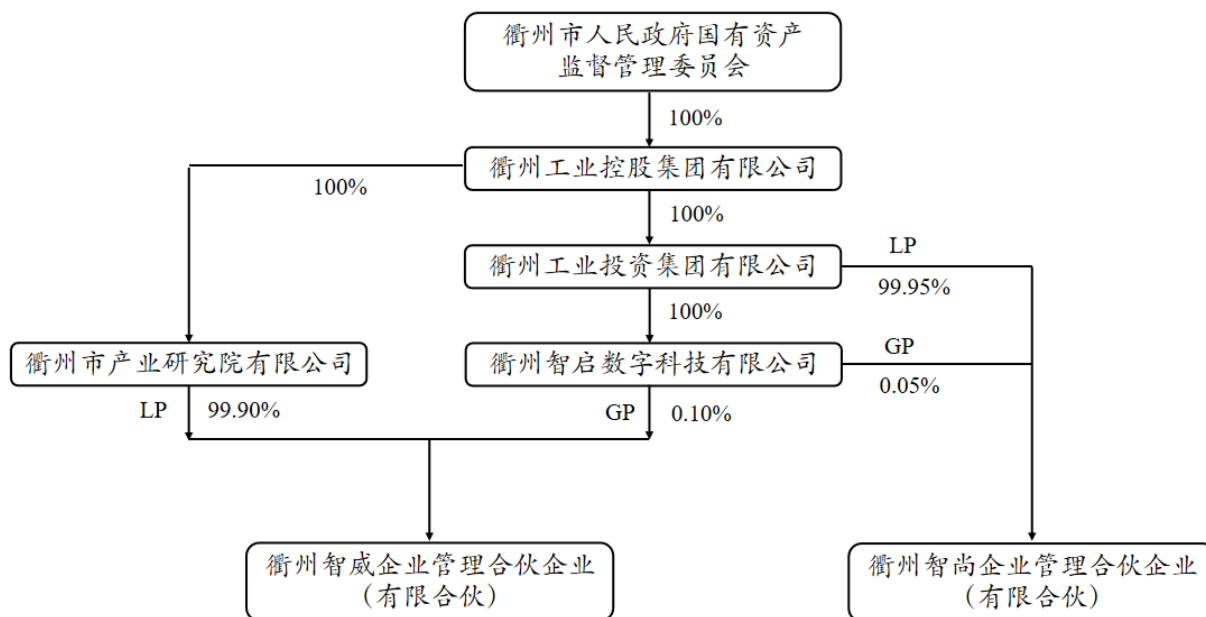 衢州市人民政府国有资产
监督管理委员会
100%
衢州工业控股集团有限公司
100%
100%
衢州工业投资集团有限公司
LP
99.95%
100%
衢州市产业研究院有限公司
衢州智启数字科技有限公司
GP
0.05%
LP
99.90%
GP
0.10%
衢州智威企业管理合伙企业
（有限合伙）
衢州智尚企业管理合伙企业
（有限合伙）